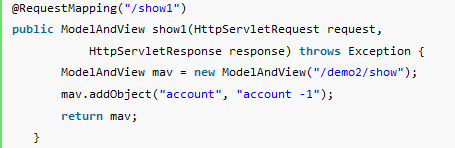 @RequestMapping("/show1")
public ModelAndView show1(HttpServletRequest request,
HttpServletResponse response) throws Exception {
ModelAndView mav = new ModelAndView("/demo2/show");
mav.addObject("account", "account -1");
return mav;
}